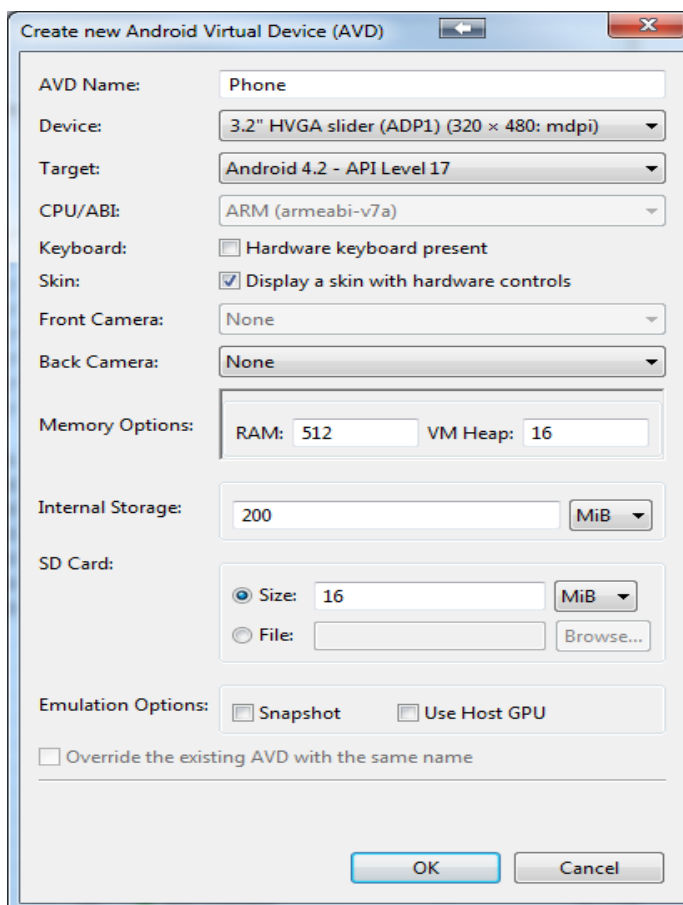 Create new Android Virtual Device (AVD)
AVD Name: Phone
Device: 3.2" HVGA slider (ADP1) (320 × 480: mdpi)
Target: Android 4.2 - API Level 17
CPU/ABI: ARM (armeabi-v7a)
Keyboard: Hardware keyboard present
Skin: Display a skin with hardware controls
Front Camera: None
Back Camera: None
Memory Options: RAM: 512 VM Heap: 16
Internal Storage: 200 MiB
SD Card:
Size: 16 MiB
File: Browse...
Emulation Options: Snapshot Use Host GPU
Override the existing AVD with the same name
OK Cancel